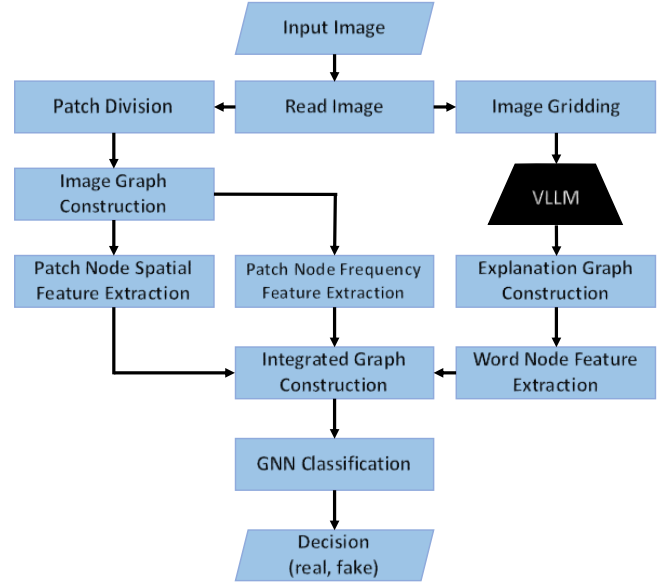 Input Image
Patch Division
Read Image
Image Gridding
Image Graph
Construction
VLLM
Patch Node Spatial
Feature Extraction
Patch Node Frequency
Feature Extraction
Explanation Graph
Construction
Integrated Graph
Construction
Word Node Feature
Extraction
GNN Classification
Decision
(real, fake)